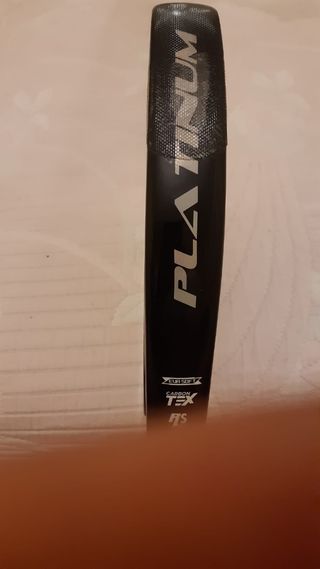 PLATINUM
EVA SOFT
CARBON
TEX